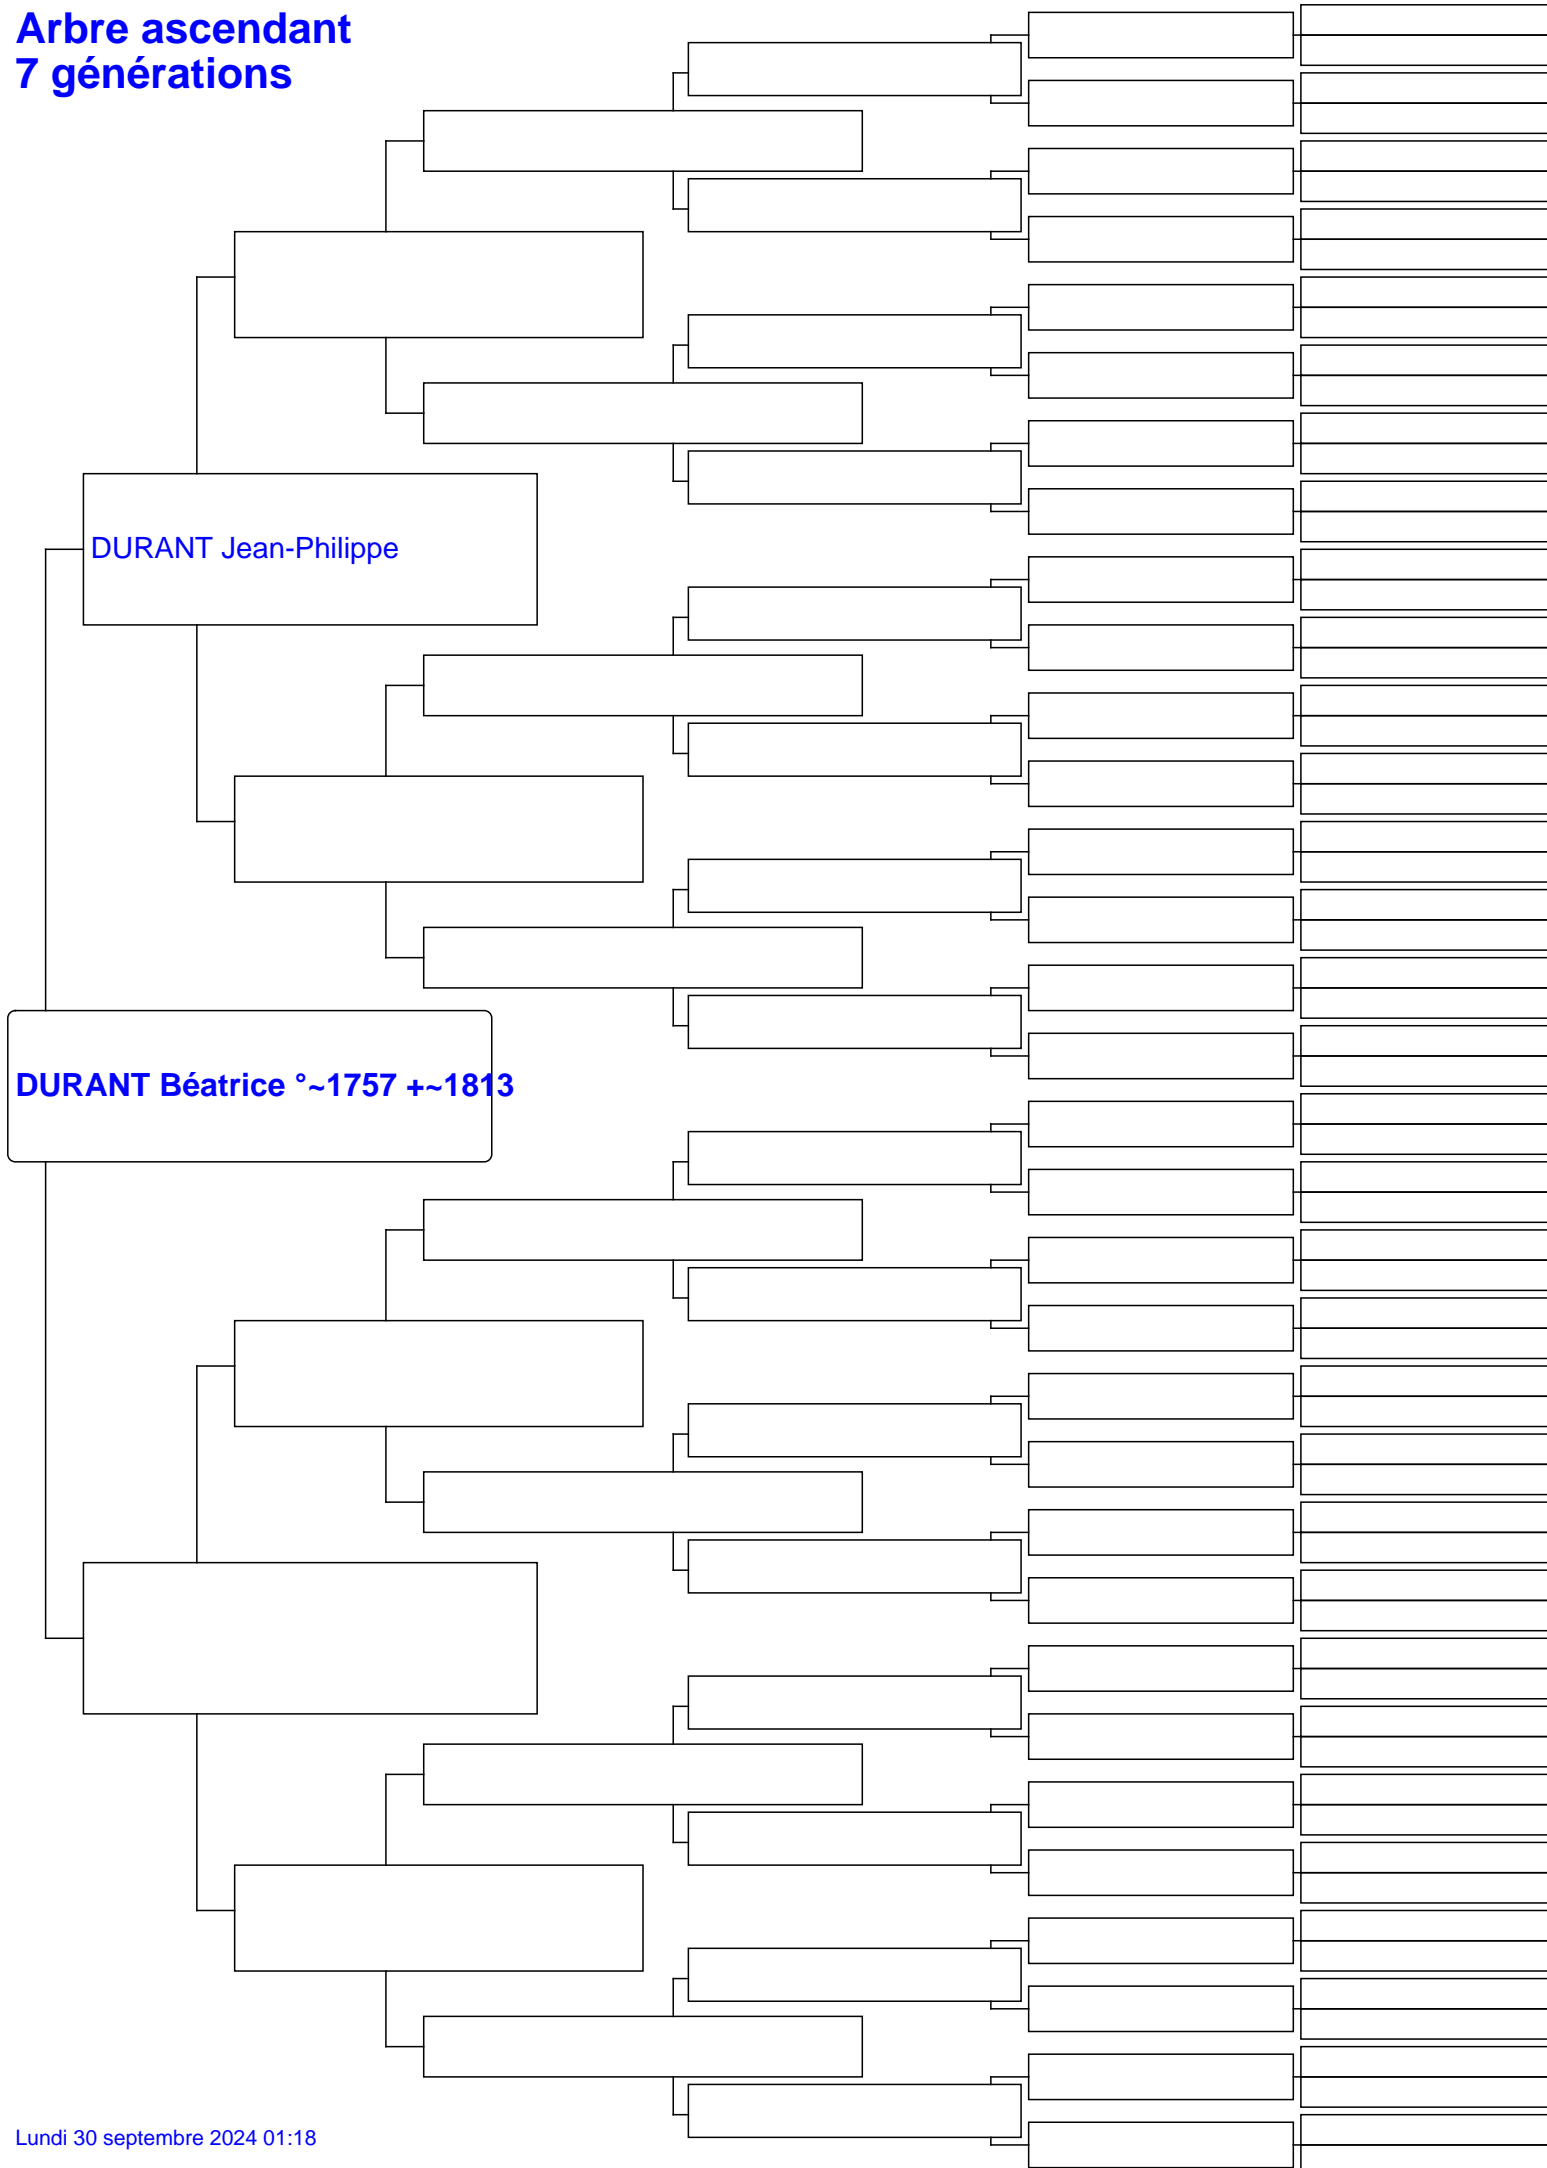 Arbre ascendant
7 générations
DURANT Jean-Philippe
DURANT Béatrice °~1757 +~1813
Lundi 30 septembre 2024 01:18